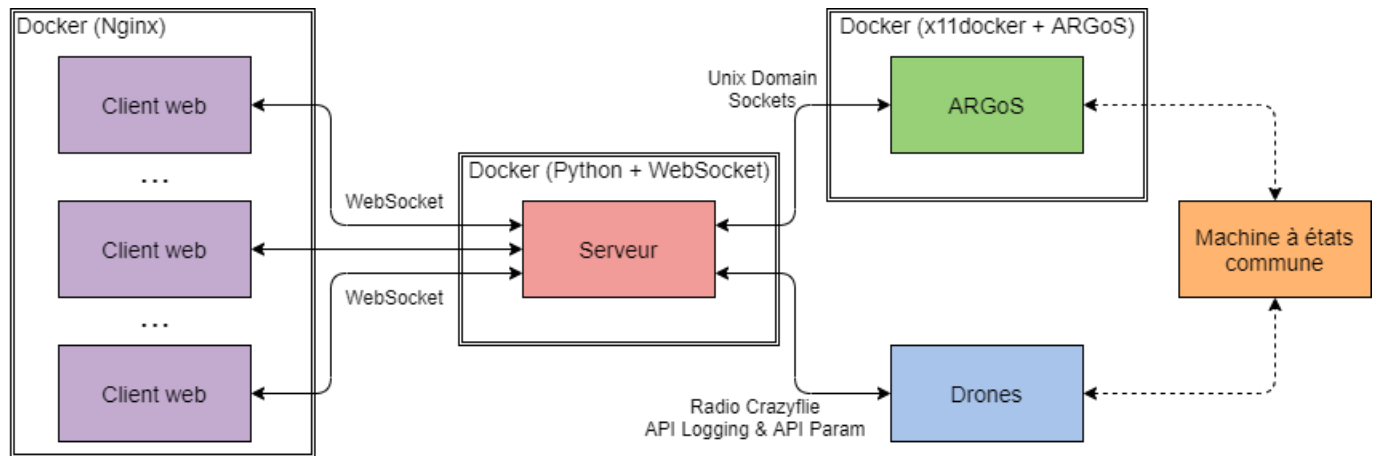 Docker (Nginx)
Client web
...
Client web
...
Client web
WebSocket
WebSocket
Docker (Python + WebSocket)
Serveur
Unix Domain
Sockets
Docker (x11docker + ARGoS)
ARGoS
Radio Crazyflie
API Logging & API Param
Drones
Machine à états
commune